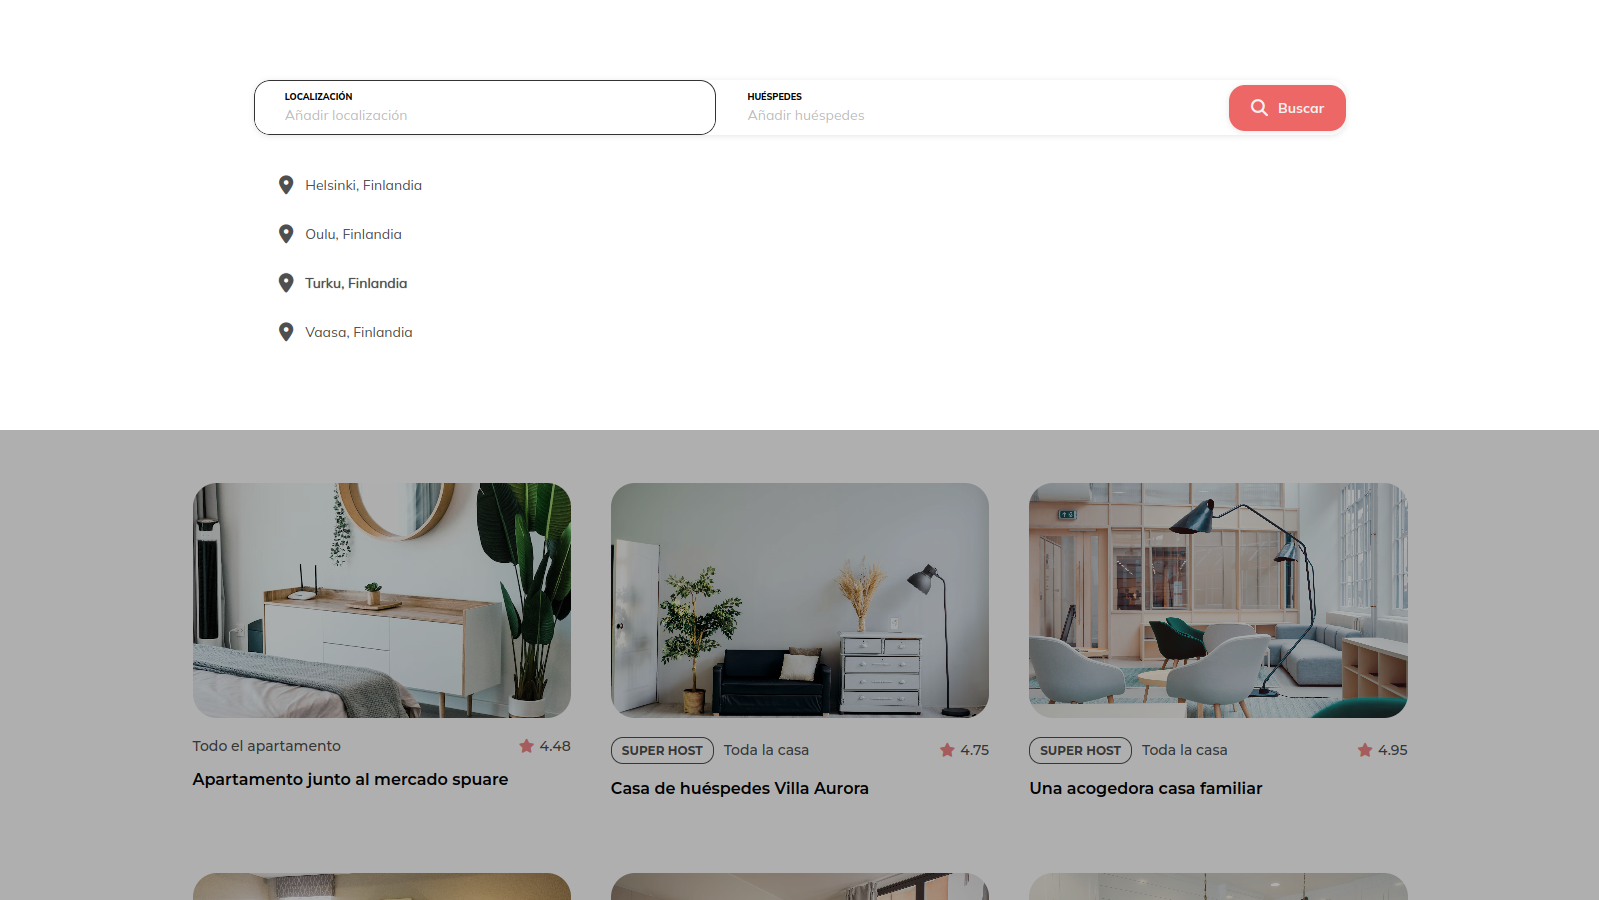 LOCALIZACIÓN
Añadir localización
HUÉSPEDES
Añadir huéspedes
Buscar
Helsinki, Finlandia
Oulu, Finlandia
Turku, Finlandia
Vaasa, Finlandia
Todo el apartamento
4.48
Apartamento junto al mercado spuare
SUPER HOST
Toda la casa
4.75
Casa de huéspedes Villa Aurora
SUPER HOST
Toda la casa
4.95
Una acogedora casa familiar